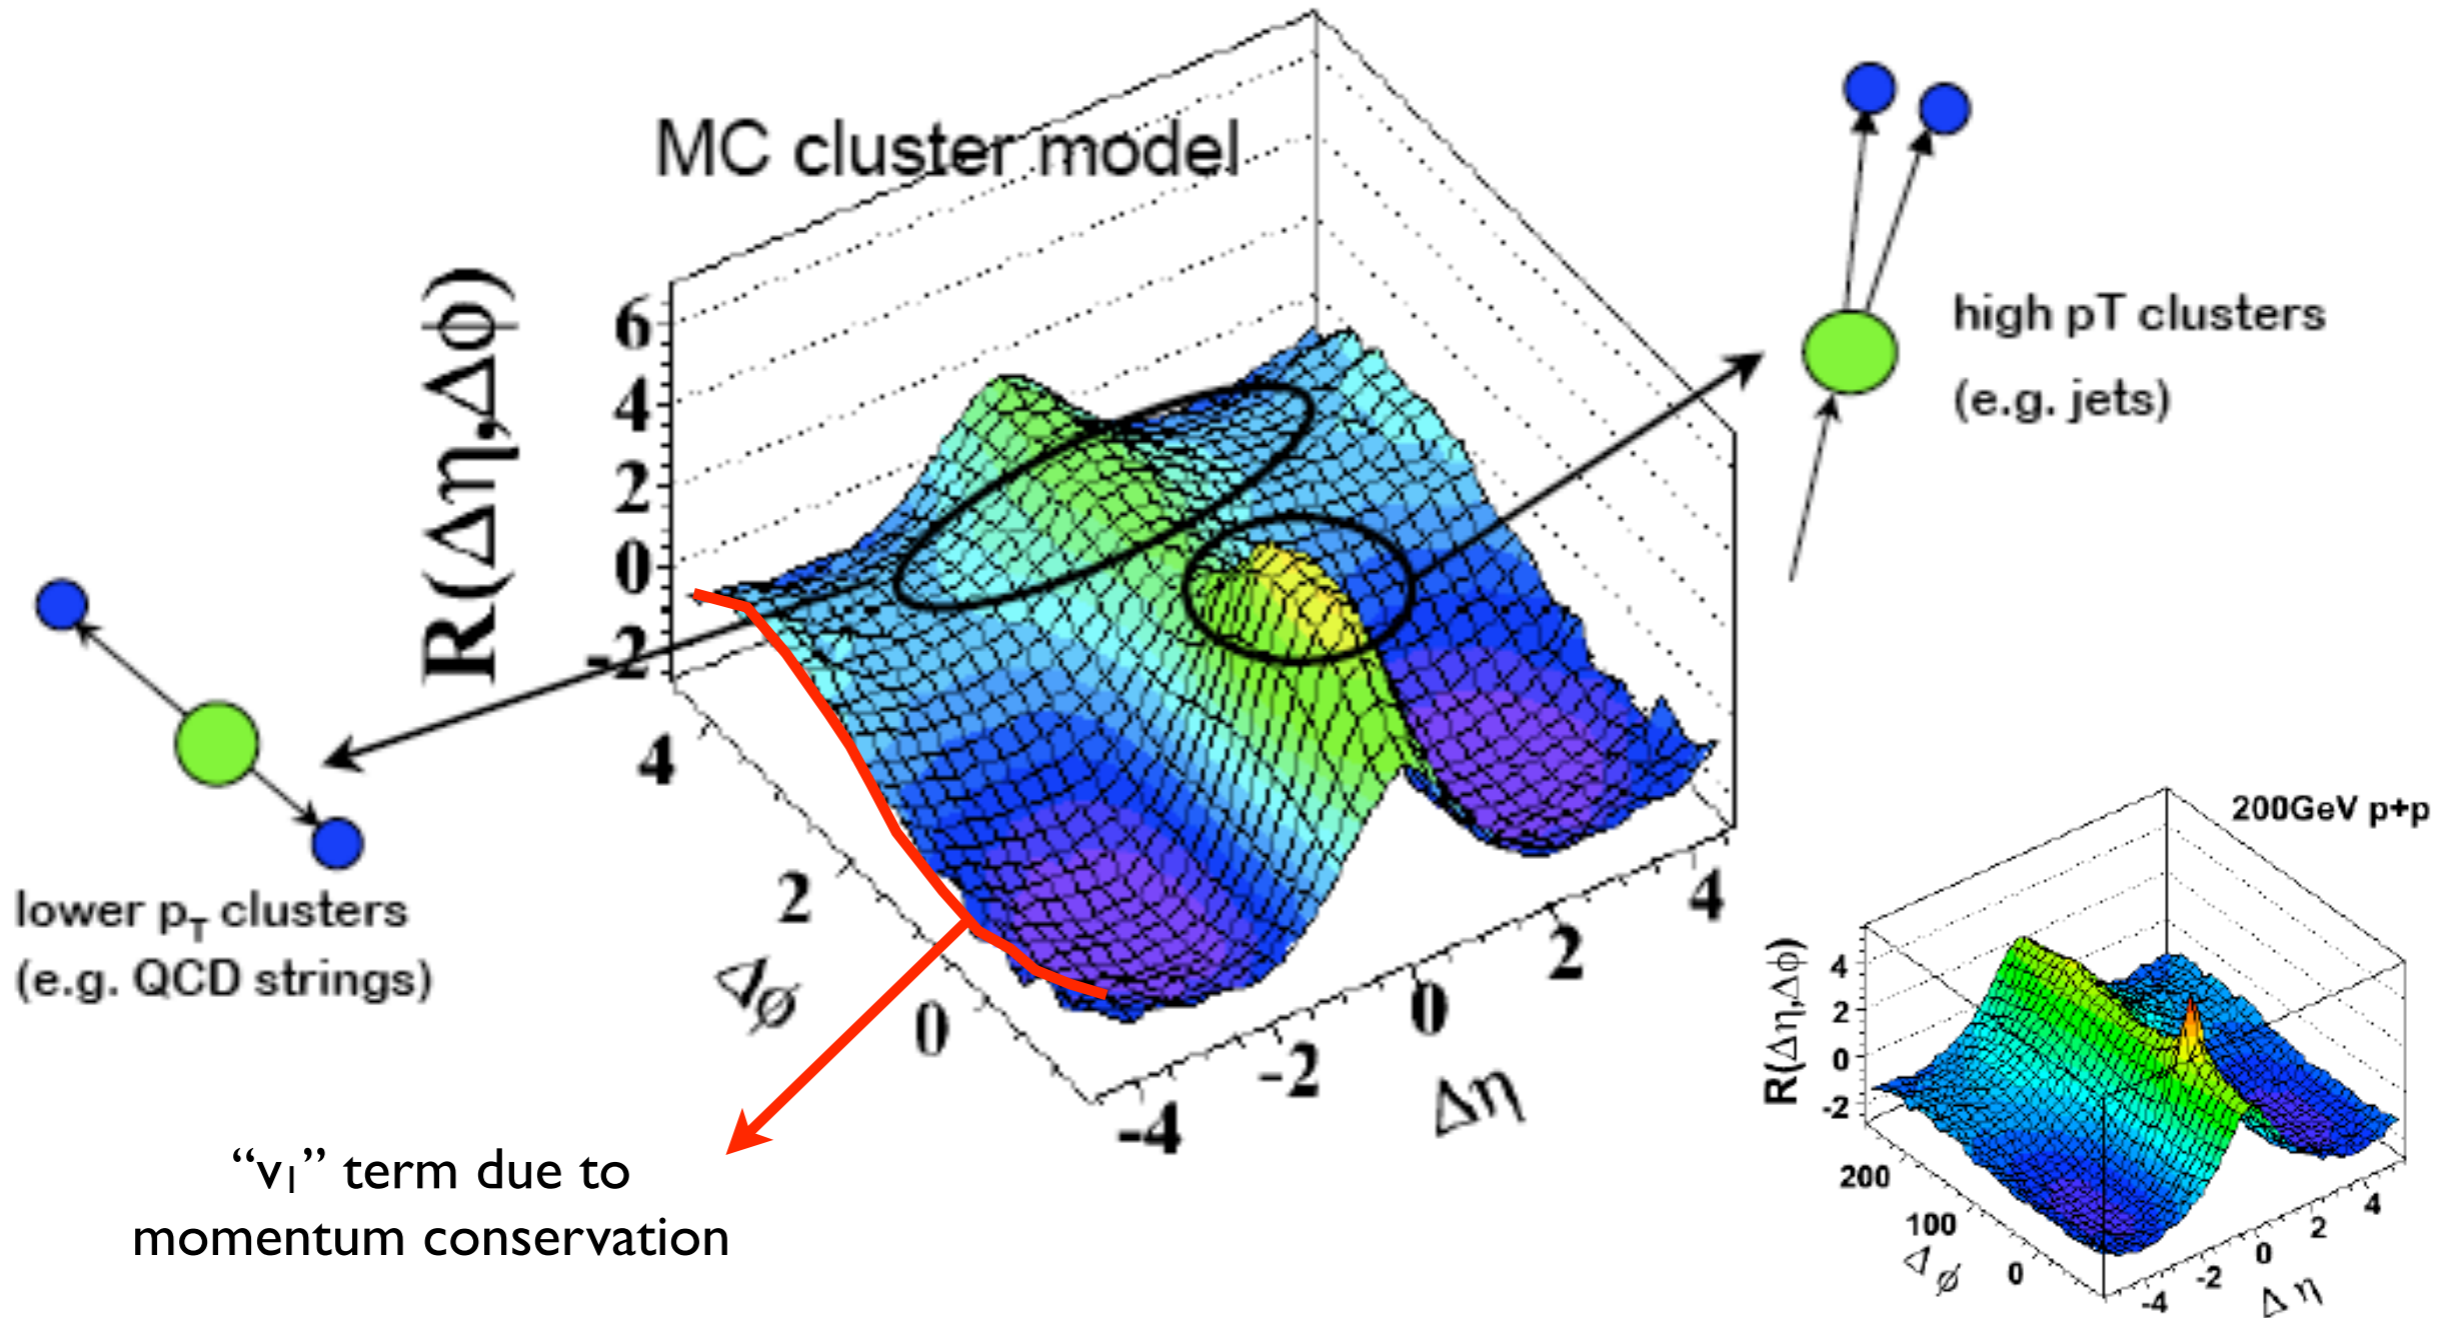 MC cluster model
R(Δη,Δϕ)
6
4
2
0
-2
4
2
0
Δφ
-4
-2
0
2
4
Δη
high pT clusters
(e.g. jets)
lower pT clusters
(e.g. QCD strings)
“v1” term due to
momentum conservation
200GeV p+p
R(Δη,Δϕ)
4
2
0
-2
200
100
0
Δφ
-4
-2
0
2
4
Δη